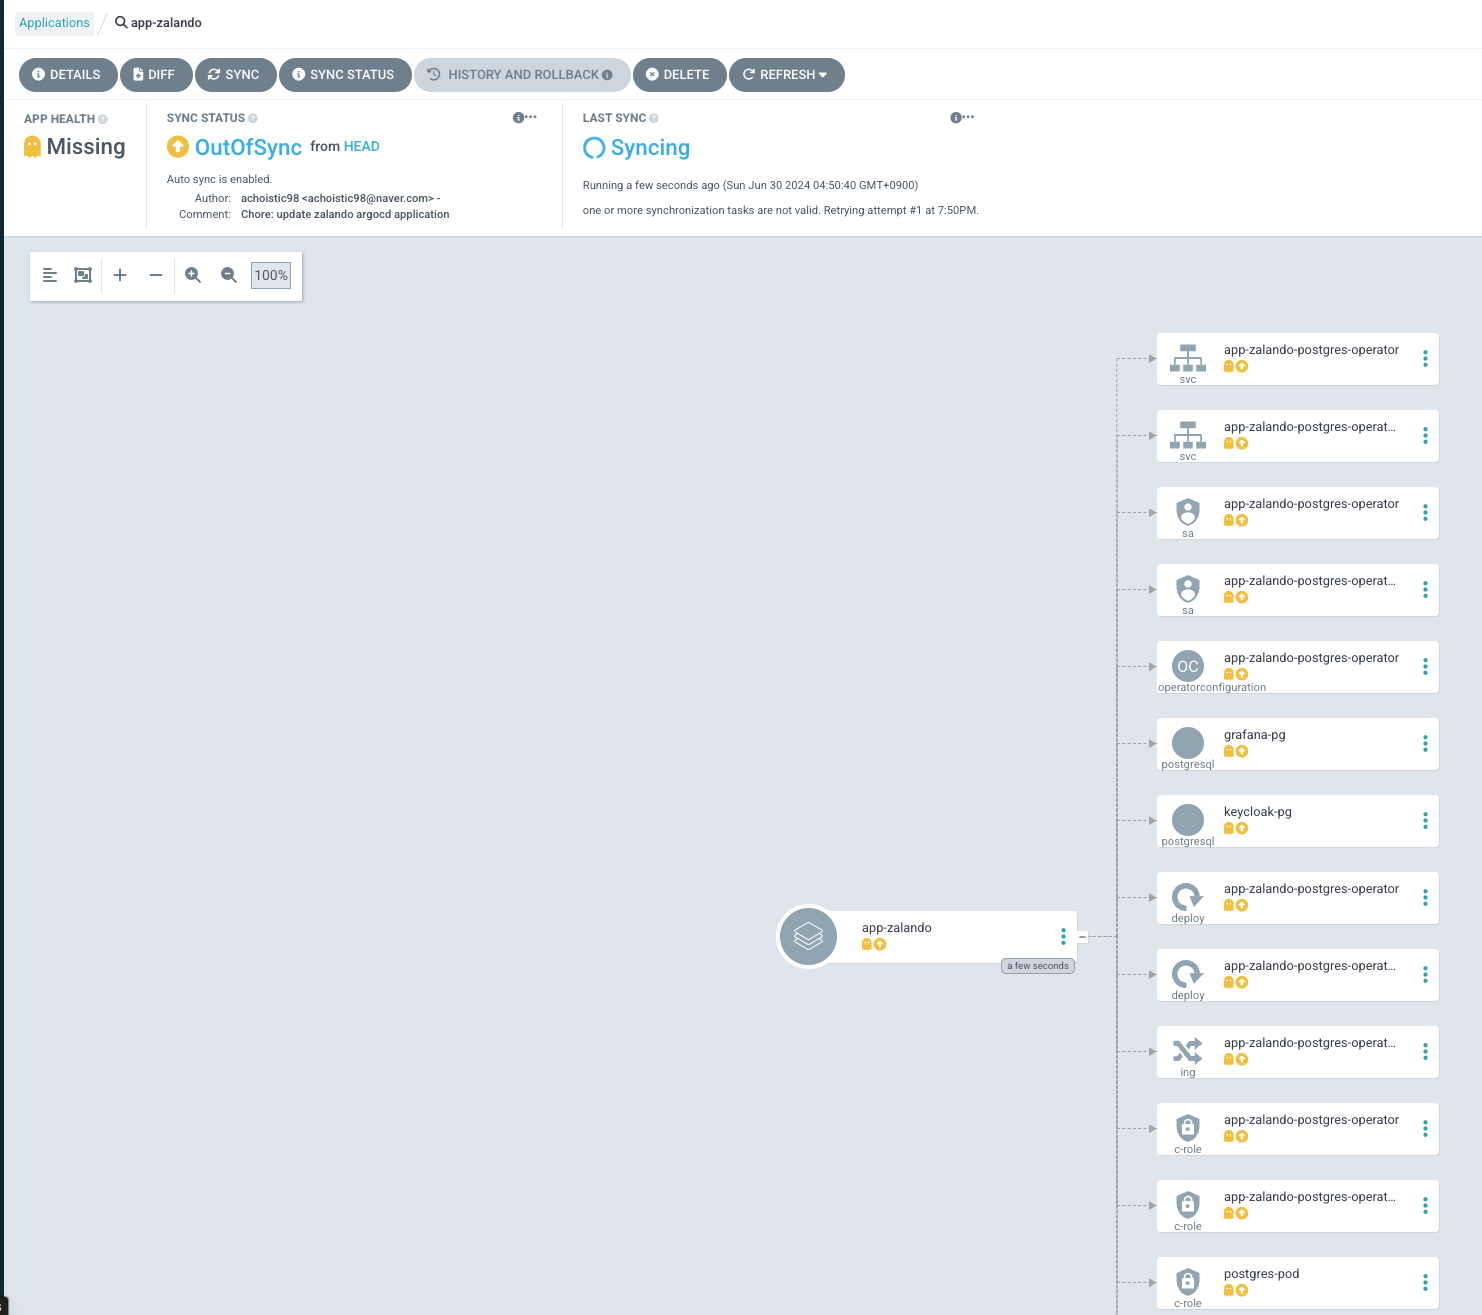 Applications / app-zalando
DETAILS DIFF SYNC SYNC STATUS HISTORY AND ROLLBACK DELETE REFRESH
APP HEALTH
Missing
SYNC STATUS
OutOfSync from HEAD
Auto sync is enabled.
Author: achoistic98 <achoistic98@naver.com> -
Comment: Chore: update zalando argocd application
LAST SYNC
Syncing
Running a few seconds ago (Sun Jun 30 2024 04:50:40 GMT+0900)
one or more synchronization tasks are not valid. Retrying attempt #1 at 7:50PM.
100%
app-zalando
a few seconds
app-zalando-postgres-operator
svc
app-zalando-postgres-operat...
svc
app-zalando-postgres-operator
sa
app-zalando-postgres-operat...
sa
OC
app-zalando-postgres-operator
operatorconfiguration
grafana-pg
postgresql
keycloak-pg
postgresql
app-zalando-postgres-operator
deploy
app-zalando-postgres-operat...
deploy
app-zalando-postgres-operat...
ing
app-zalando-postgres-operator
c-role
app-zalando-postgres-operat...
c-role
postgres-pod
c-role